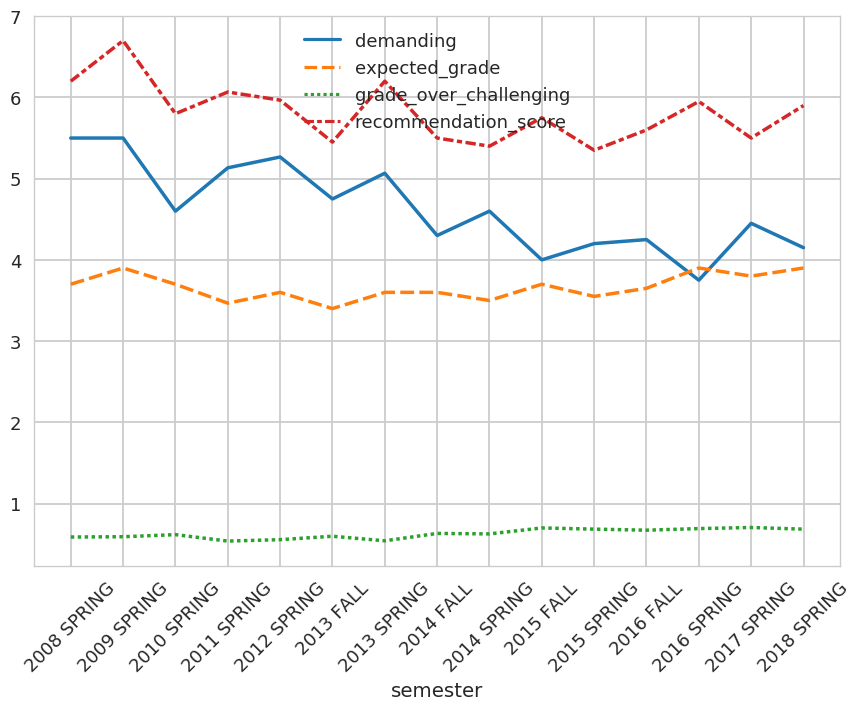 7
6
5
4
3
2
1
demanding
expected_grade
grade_over_challenging
recommendation_score
2008 SPRING
2009 SPRING
2010 SPRING
2011 SPRING
2012 SPRING
2013 FALL
2013 SPRING
2014 FALL
2014 SPRING
2015 FALL
2015 SPRING
2016 FALL
2016 SPRING
2017 SPRING
2018 SPRING
semester